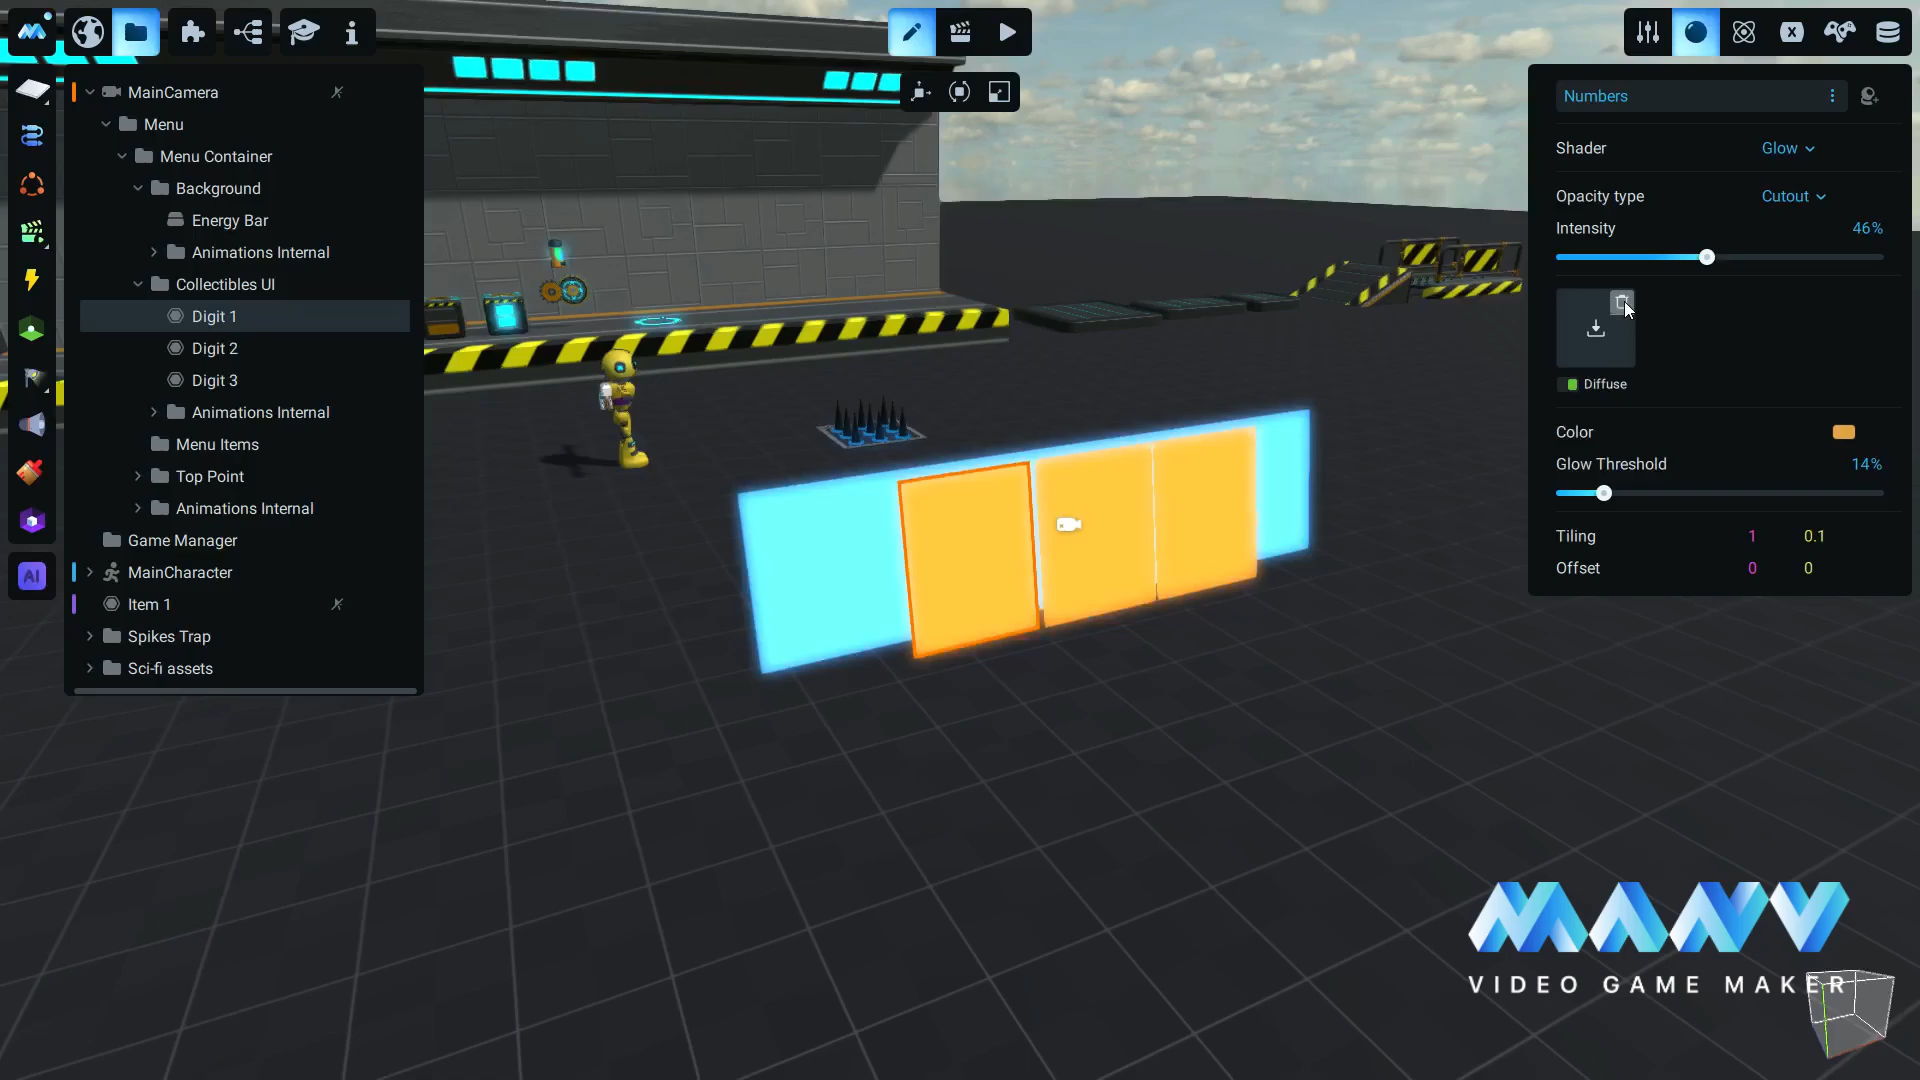 MainCamera
Menu
Menu Container
Background
Energy Bar
Animations Internal
Collectibles UI
Digit 1
Digit 2
Digit 3
Animations Internal
Menu Items
Top Point
Animations Internal
Game Manager
MainCharacter
Item 1
Spikes Trap
Sci-fi assets
AI
Numbers
Shader Glow
Opacity type Cutout
Intensity 46%
Diffuse
Color
Glow Threshold 14%
Tiling 1 0.1
Offset 0 0
MANV
VIDEO GAME MAKER